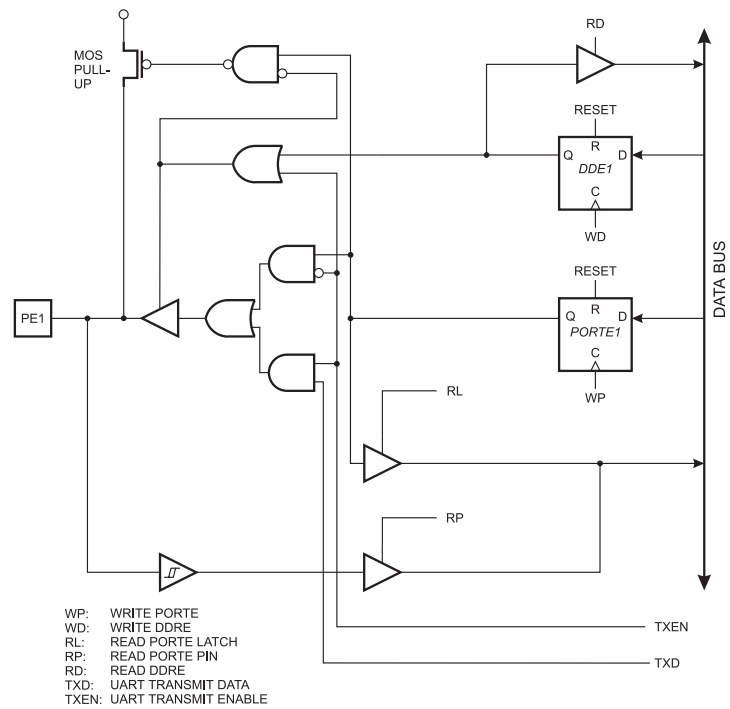 MOS
PULL-
UP
RD
RESET
R
Q
D
DDE1
C
WD
RESET
R
Q
D
PORTE1
C
WP
PE1
RL
RP
DATA BUS
TXEN
TXD
WP: WRITE PORTE
WD: WRITE DDRE
RL: READ PORTE LATCH
RP: READ PORTE PIN
RD: READ DDRE
TXD: UART TRANSMIT DATA
TXEN: UART TRANSMIT ENABLE